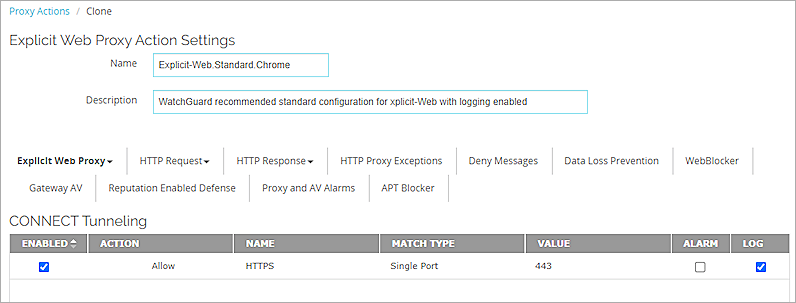 Proxy Actions / Clone
Explicit Web Proxy Action Settings
Name Explicit-Web.Standard.Chrome
Description WatchGuard recommended standard configuration for xplicit-Web with logging enabled
Explicit Web Proxy HTTP Request HTTP Response HTTP Proxy Exceptions Deny Messages Data Loss Prevention WebBlocker
Gateway AV Reputation Enabled Defense Proxy and AV Alarms APT Blocker
CONNECT Tunneling
ENABLED ACTION NAME MATCH TYPE VALUE ALARM LOG
Allow HTTPS Single Port 443